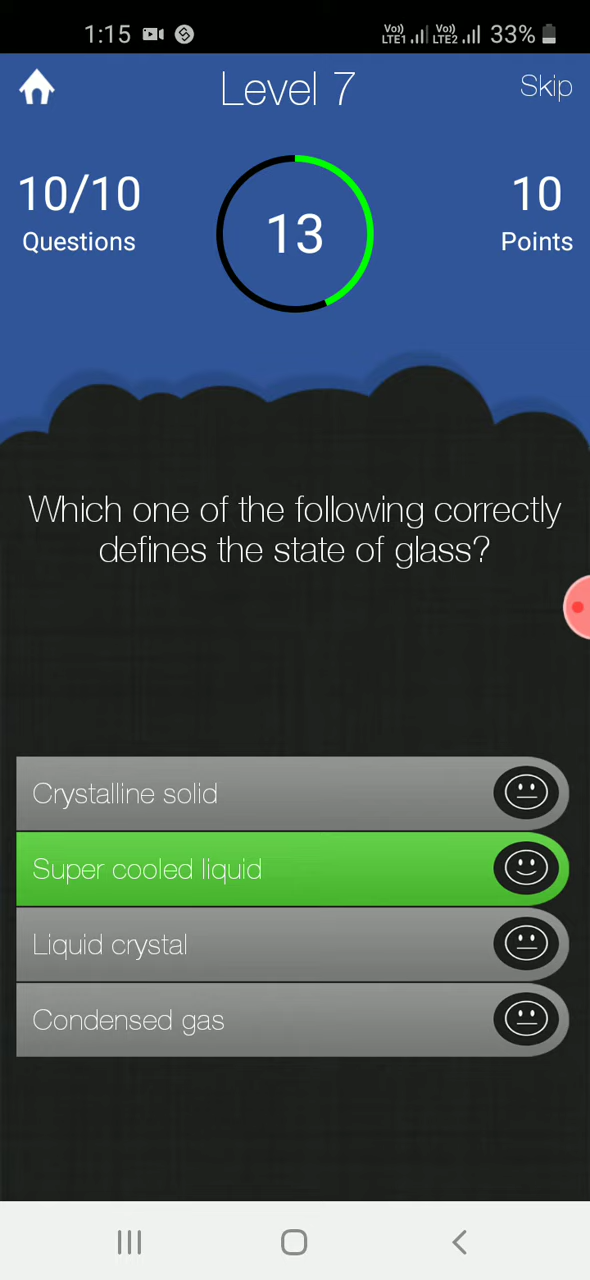 1:15
Vo)) LTE1 Vo)) LTE2 33%
Level 7
Skip
10/10
Questions
13
10
Points
Which one of the following correctly
defines the state of glass?
Crystalline solid
Super cooled liquid
Liquid crystal
Condensed gas